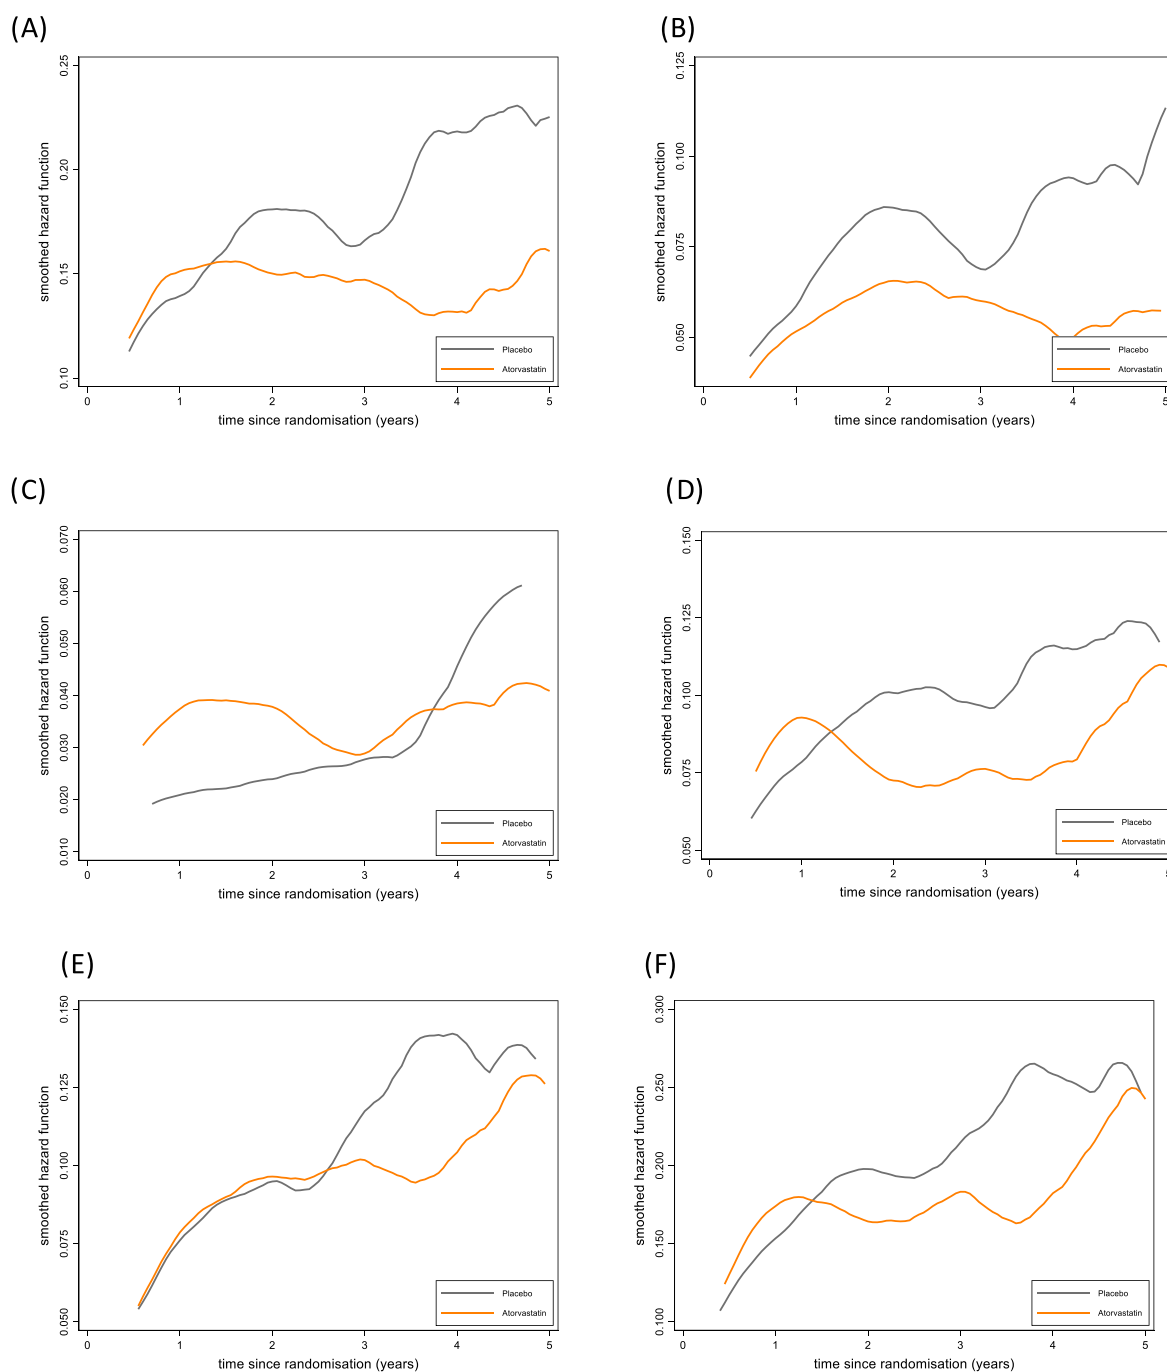 (A)
smoothed hazard function
0.25
0.20
0.15
0.10
Placebo
Atorvastatin
0 1 2 3 4 5
time since randomisation (years)
(B)
smoothed hazard function
0.125
0.100
0.075
0.050
Placebo
Atorvastatin
0 1 2 3 4 5
time since randomisation (years)
(C)
smoothed hazard function
0.070
0.060
0.050
0.040
0.030
0.020
0.010
Placebo
Atorvastatin
0 1 2 3 4 5
time since randomisation (years)
(D)
smoothed hazard function
0.150
0.125
0.100
0.075
0.050
Placebo
Atorvastatin
0 1 2 3 4 5
time since randomisation (years)
(E)
smoothed hazard function
0.150
0.125
0.100
0.075
0.050
Placebo
Atorvastatin
0 1 2 3 4 5
time since randomisation (years)
(F)
smoothed hazard function
0.300
0.250
0.200
0.150
0.100
Placebo
Atorvastatin
0 1 2 3 4 5
time since randomisation (years)